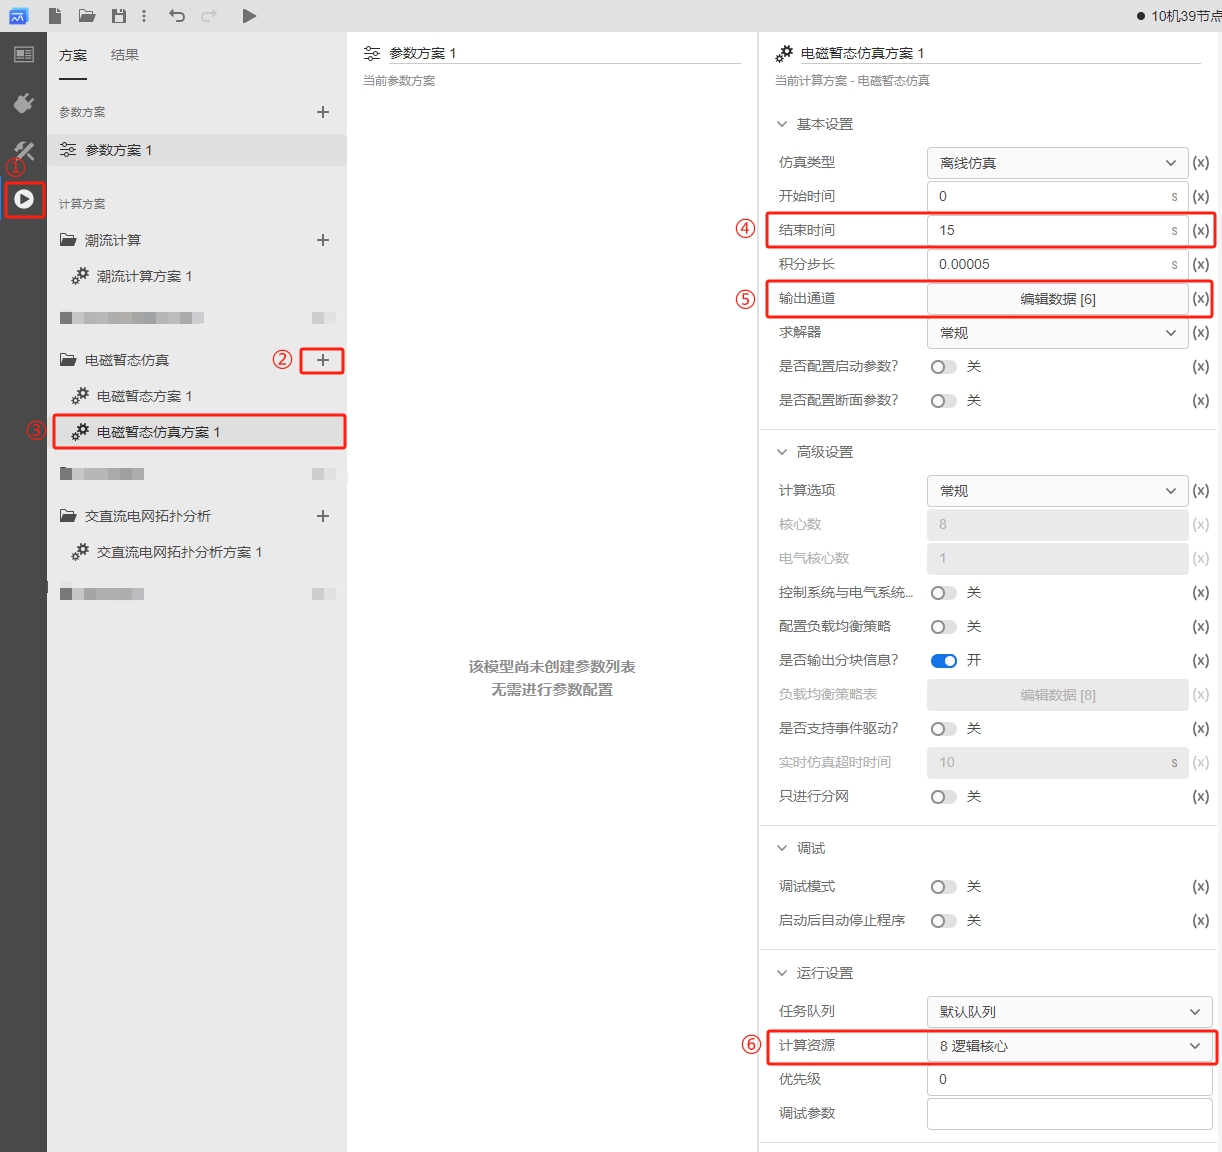 10机39节点
方案 结果
参数方案
参数方案 1
①
计算方案
潮流计算
潮流计算方案 1
电磁暂态仿真
②
电磁暂态方案 1
③
电磁暂态仿真方案 1
交直流电网拓扑分析
交直流电网拓扑分析方案 1
参数方案 1
当前参数方案
该模型尚未创建参数列表
无需进行参数配置
电磁暂态仿真方案 1
当前计算方案 - 电磁暂态仿真
基本设置
仿真类型 离线仿真 (x)
开始时间 0 s (x)
④ 结束时间 15 s (x)
积分步长 0.00005 s (x)
⑤ 输出通道 编辑数据 [6] (x)
求解器 常规 (x)
是否配置启动参数? 关 (x)
是否配置断面参数? 关 (x)
高级设置
计算选项 常规 (x)
核心数 8 (x)
电气核心数 1 (x)
控制系统与电气系统... 关 (x)
配置负载均衡策略 关 (x)
是否输出分块信息? 开 (x)
负载均衡策略表 编辑数据 [8] (x)
是否支持事件驱动? 关 (x)
实时仿真超时时间 10 s (x)
只进行分网 关 (x)
调试
调试模式 关 (x)
启动后自动停止程序 关 (x)
运行设置
任务队列 默认队列
⑥ 计算资源 8 逻辑核心
优先级 0
调试参数